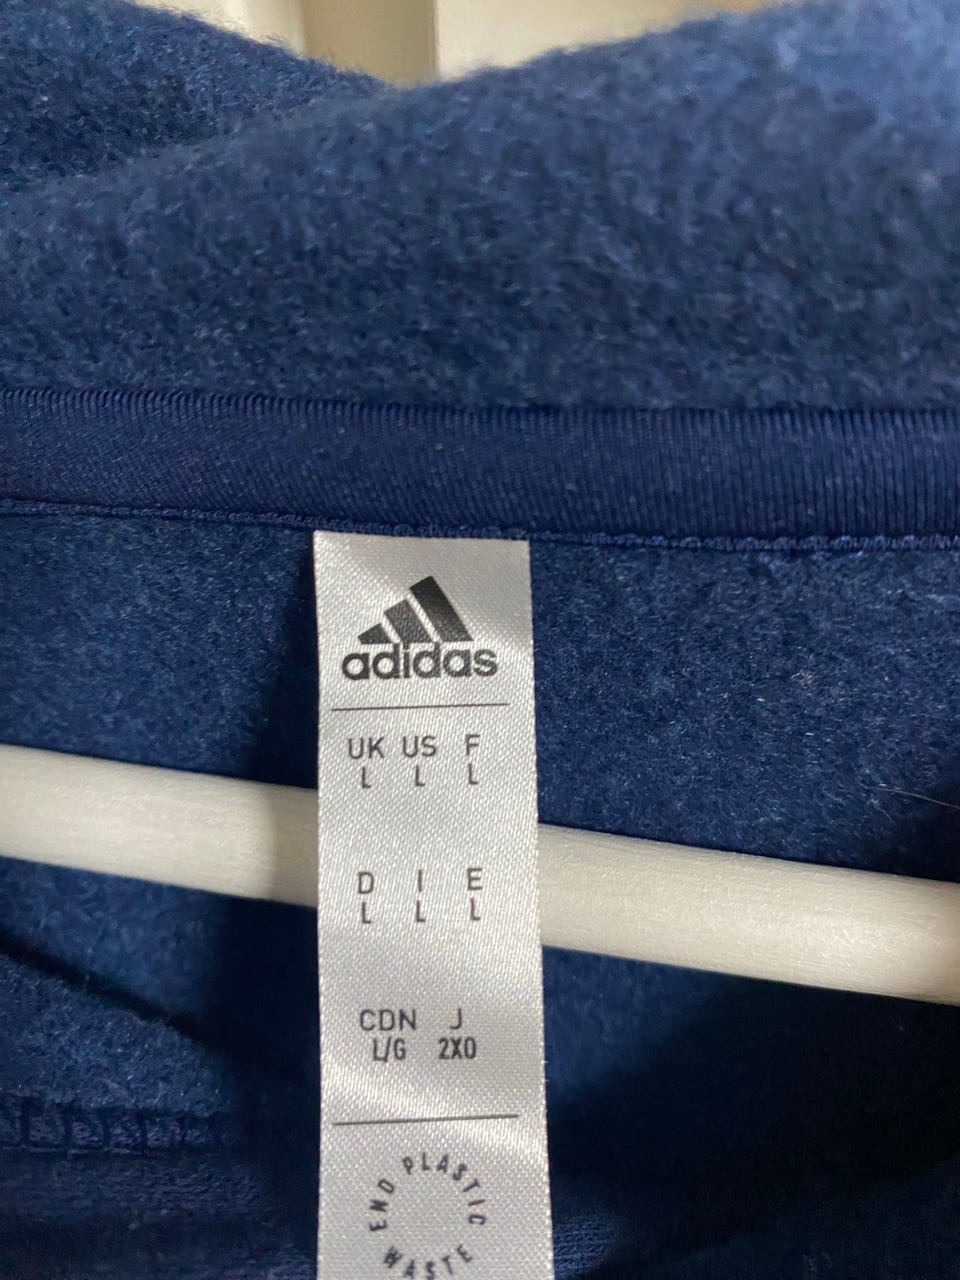 adidas
UK US F
L L L
D I E
L L L
CDN J
L/G 2XO
END PLASTIC WASTE